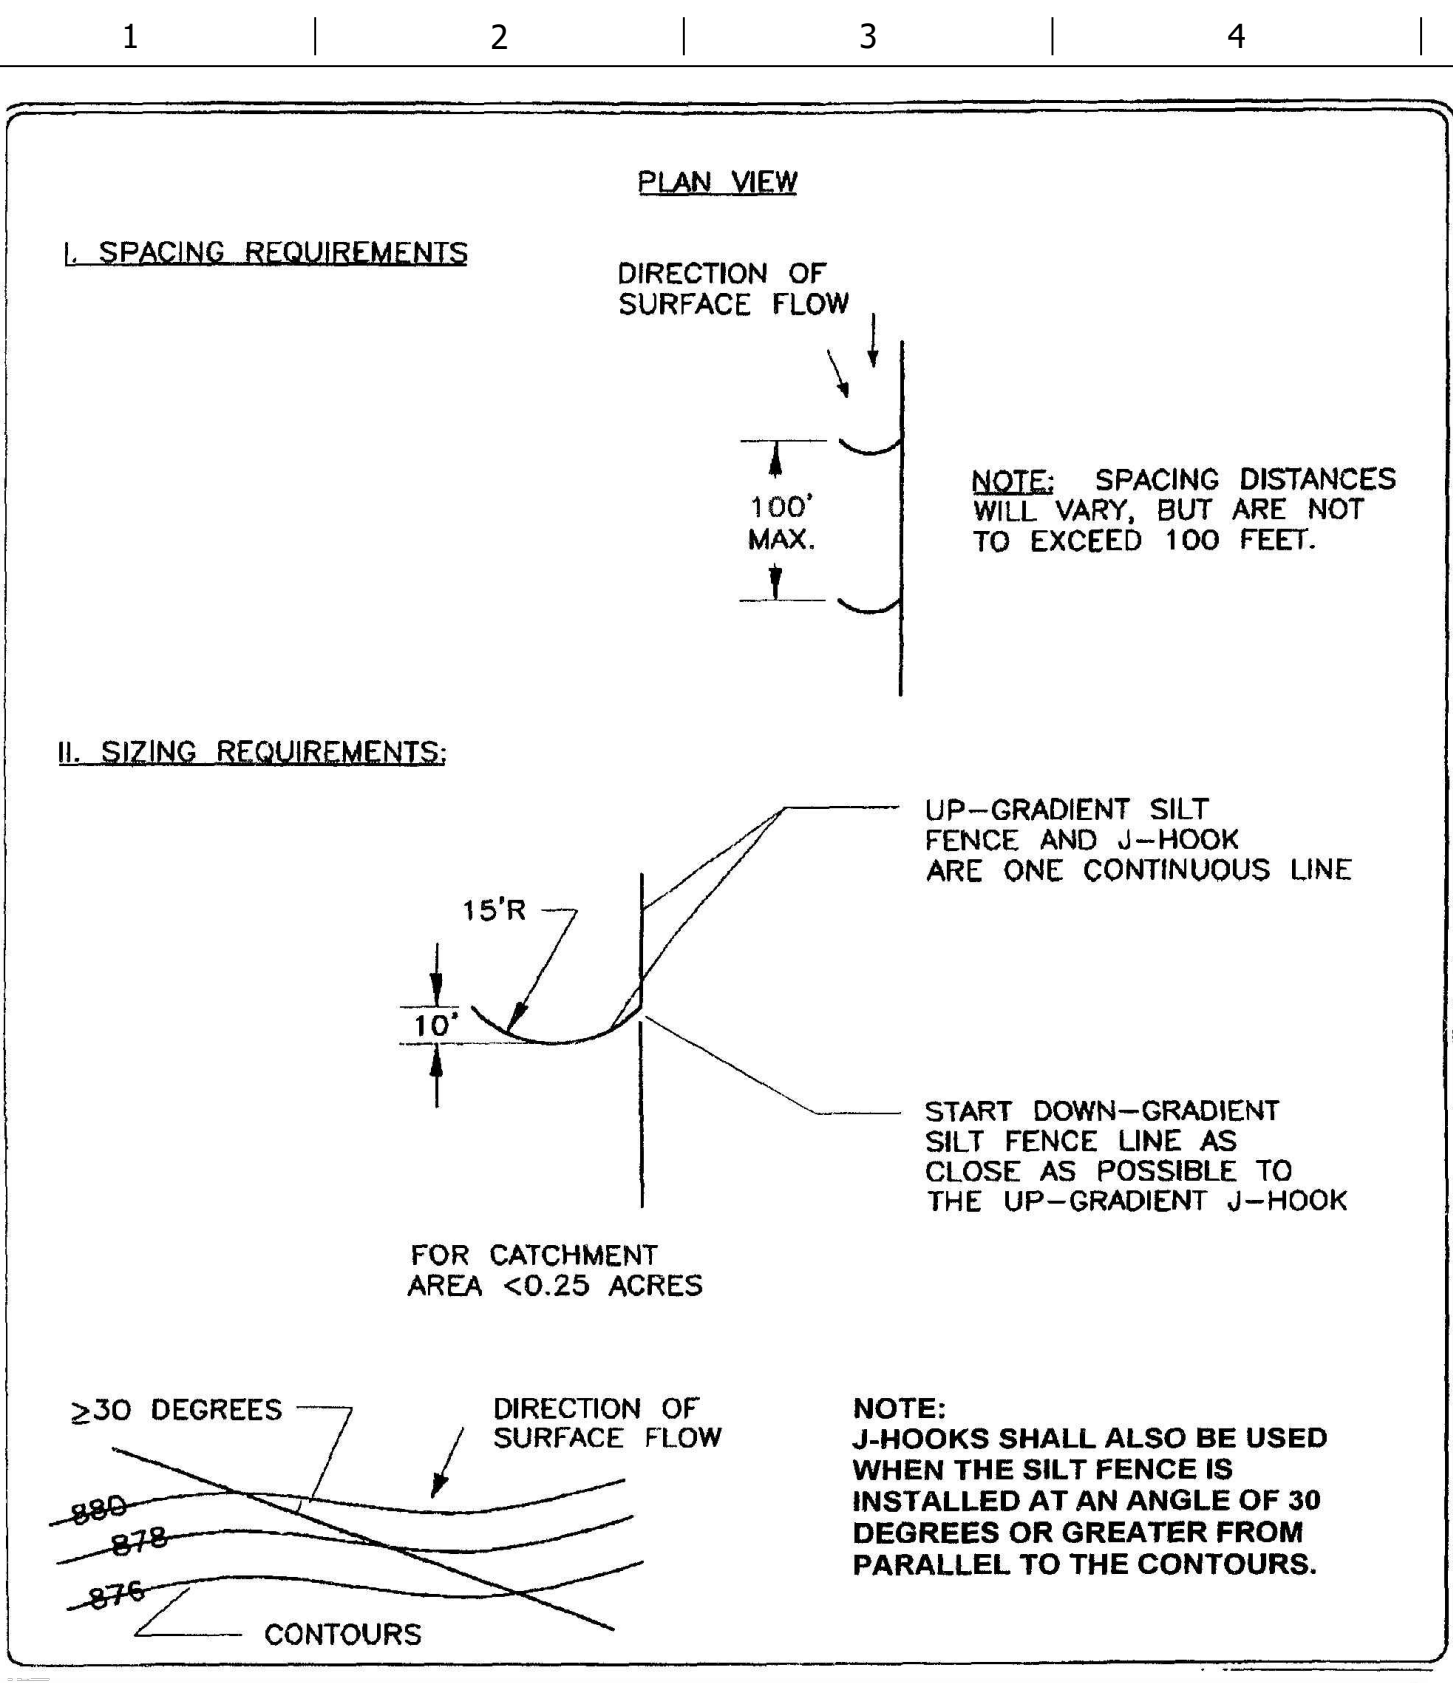 1 2 3 4
PLAN VIEW
I. SPACING REQUIREMENTS
DIRECTION OF
SURFACE FLOW
100'
MAX.
NOTE: SPACING DISTANCES
WILL VARY, BUT ARE NOT
TO EXCEED 100 FEET.
II. SIZING REQUIREMENTS:
UP-GRADIENT SILT
FENCE AND J-HOOK
ARE ONE CONTINUOUS LINE
15'R
10'
START DOWN-GRADIENT
SILT FENCE LINE AS
CLOSE AS POSSIBLE TO
THE UP-GRADIENT J-HOOK
FOR CATCHMENT
AREA <0.25 ACRES
≥30 DEGREES
DIRECTION OF
SURFACE FLOW
880
878
876
CONTOURS
NOTE:
J-HOOKS SHALL ALSO BE USED
WHEN THE SILT FENCE IS
INSTALLED AT AN ANGLE OF 30
DEGREES OR GREATER FROM
PARALLEL TO THE CONTOURS.